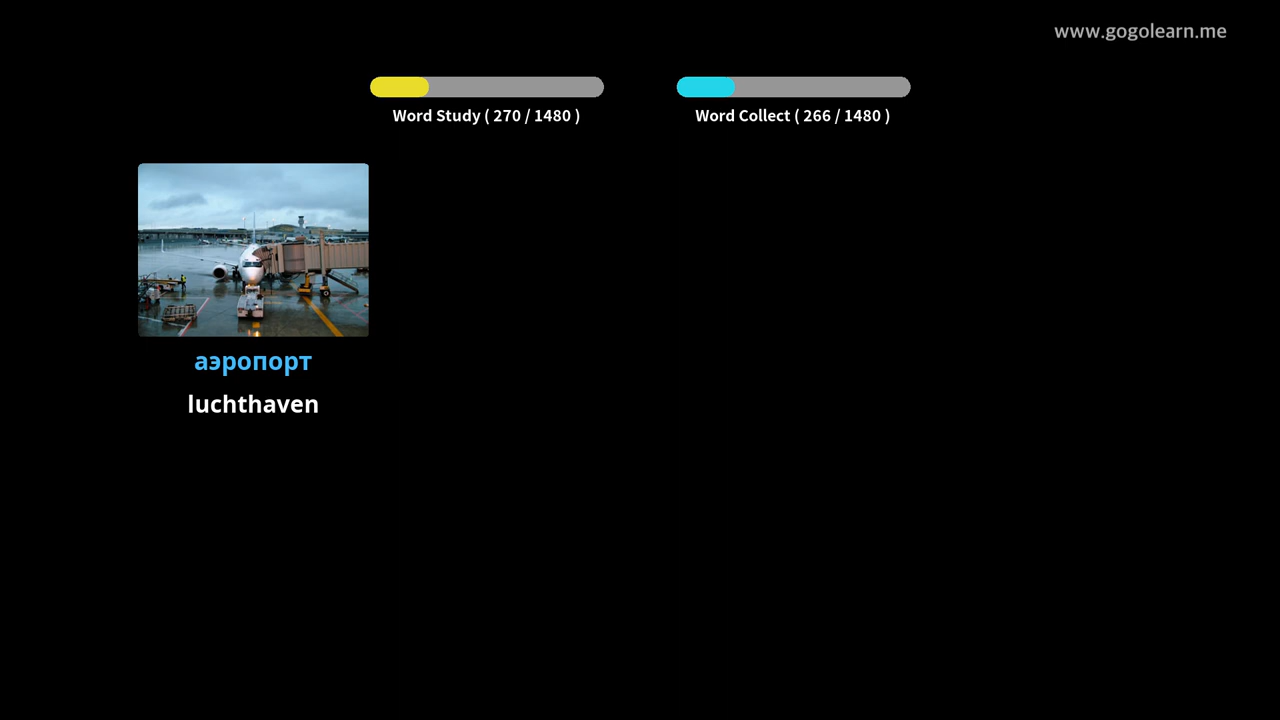 www.gogolearn.me
Word Study ( 270 / 1480 )
Word Collect ( 266 / 1480 )
аэропорт
luchthaven